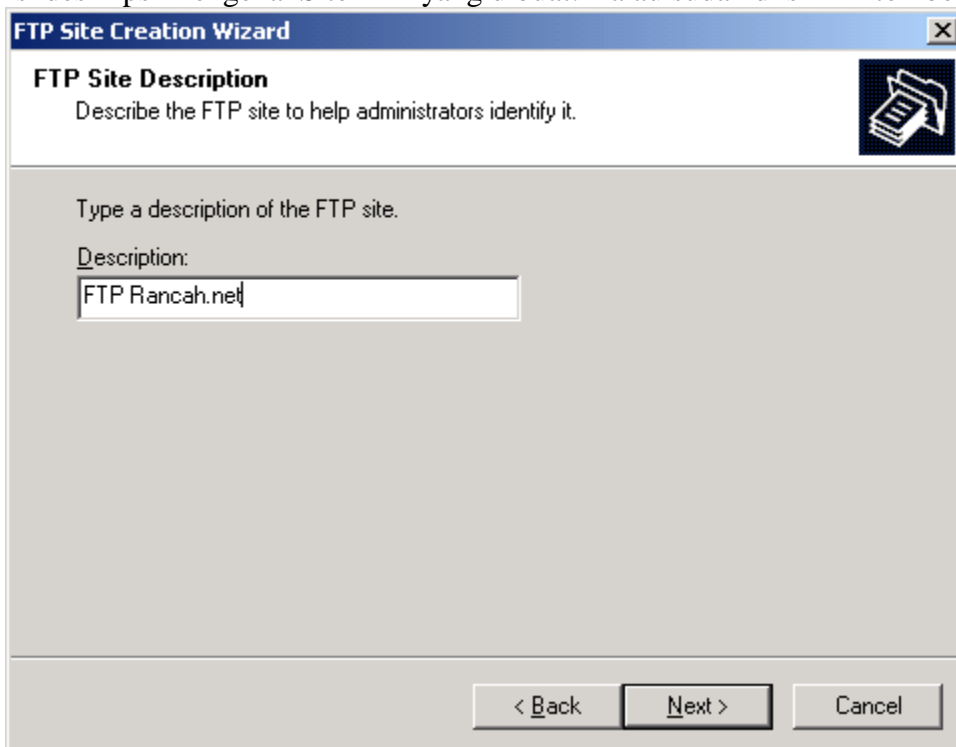 FTP Site Creation Wizard
FTP Site Description
Describe the FTP site to help administrators identify it.
Type a description of the FTP site.
Description:
FTP Rancah.net
< Back Next > Cancel